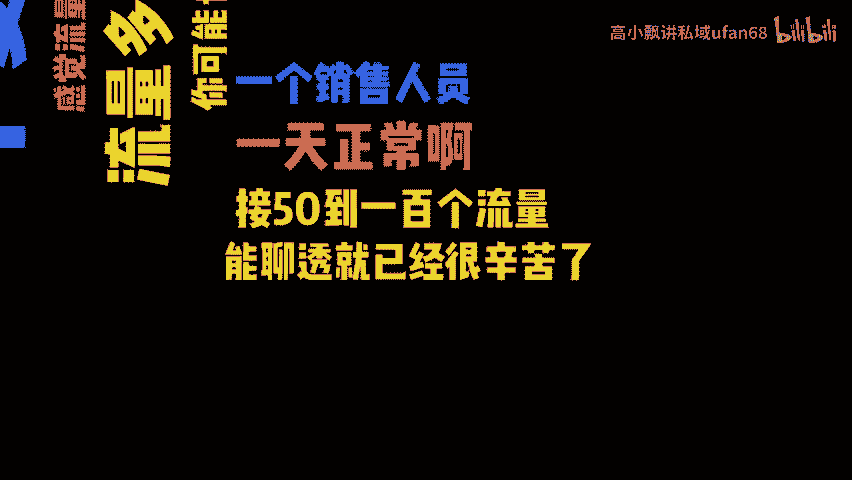 高小飘讲私域ufan68 bilibili
感觉流量
流量多
你可能
一个销售人员
一天正常啊
接50到一百个流量
能聊透就已经很辛苦了